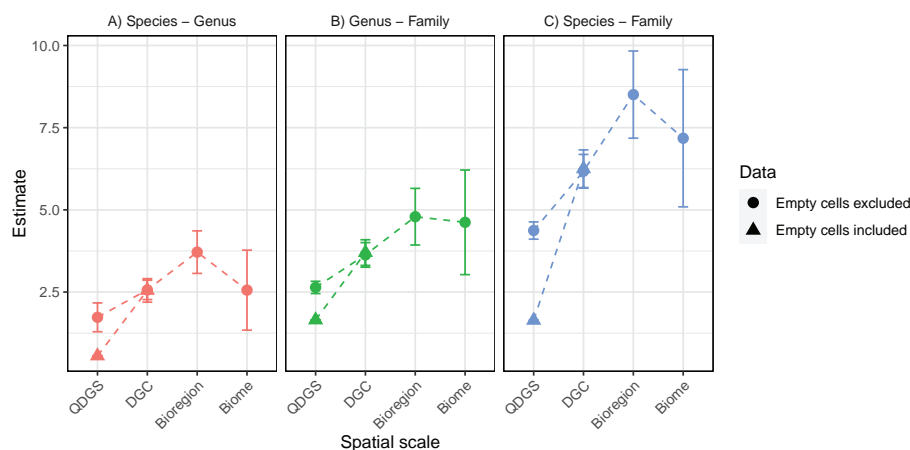 A) Species − Genus
B) Genus − Family
C) Species − Family
10.0
7.5
5.0
2.5
Estimate
QDGS
DGC
Bioregion
Biome
QDGS
DGC
Bioregion
Biome
QDGS
DGC
Bioregion
Biome
Spatial scale
Data
Empty cells excluded
Empty cells included